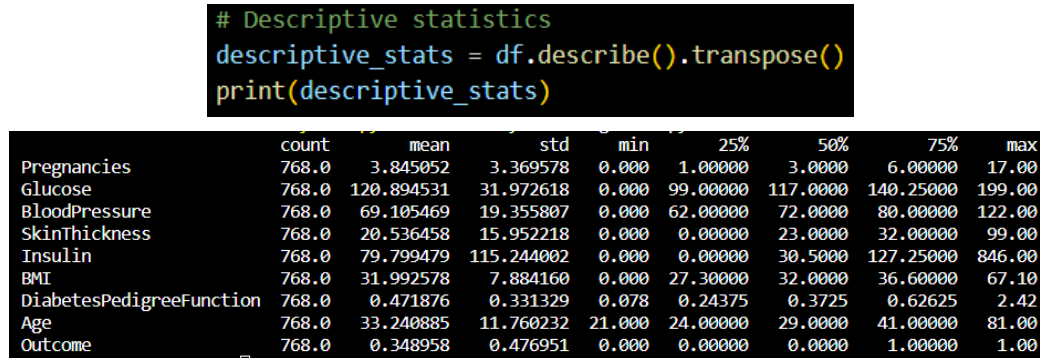 # Descriptive statistics
descriptive_stats = df.describe().transpose()
print(descriptive_stats)
count mean std min 25% 50% 75% max
Pregnancies 768.0 3.845052 3.369578 0.000 1.00000 3.0000 6.00000 17.00
Glucose 768.0 120.894531 31.972618 0.000 99.00000 117.0000 140.25000 199.00
BloodPressure 768.0 69.105469 19.355807 0.000 62.00000 72.0000 80.00000 122.00
SkinThickness 768.0 20.536458 15.952218 0.000 0.00000 23.0000 32.00000 99.00
Insulin 768.0 79.799479 115.244002 0.000 0.00000 30.5000 127.25000 846.00
BMI 768.0 31.992578 7.884160 0.000 27.30000 32.0000 36.60000 67.10
DiabetesPedigreeFunction 768.0 0.471876 0.331329 0.078 0.24375 0.3725 0.62625 2.42
Age 768.0 33.240885 11.760232 21.000 24.00000 29.0000 41.00000 81.00
Outcome 768.0 0.348958 0.476951 0.000 0.00000 0.0000 1.00000 1.00